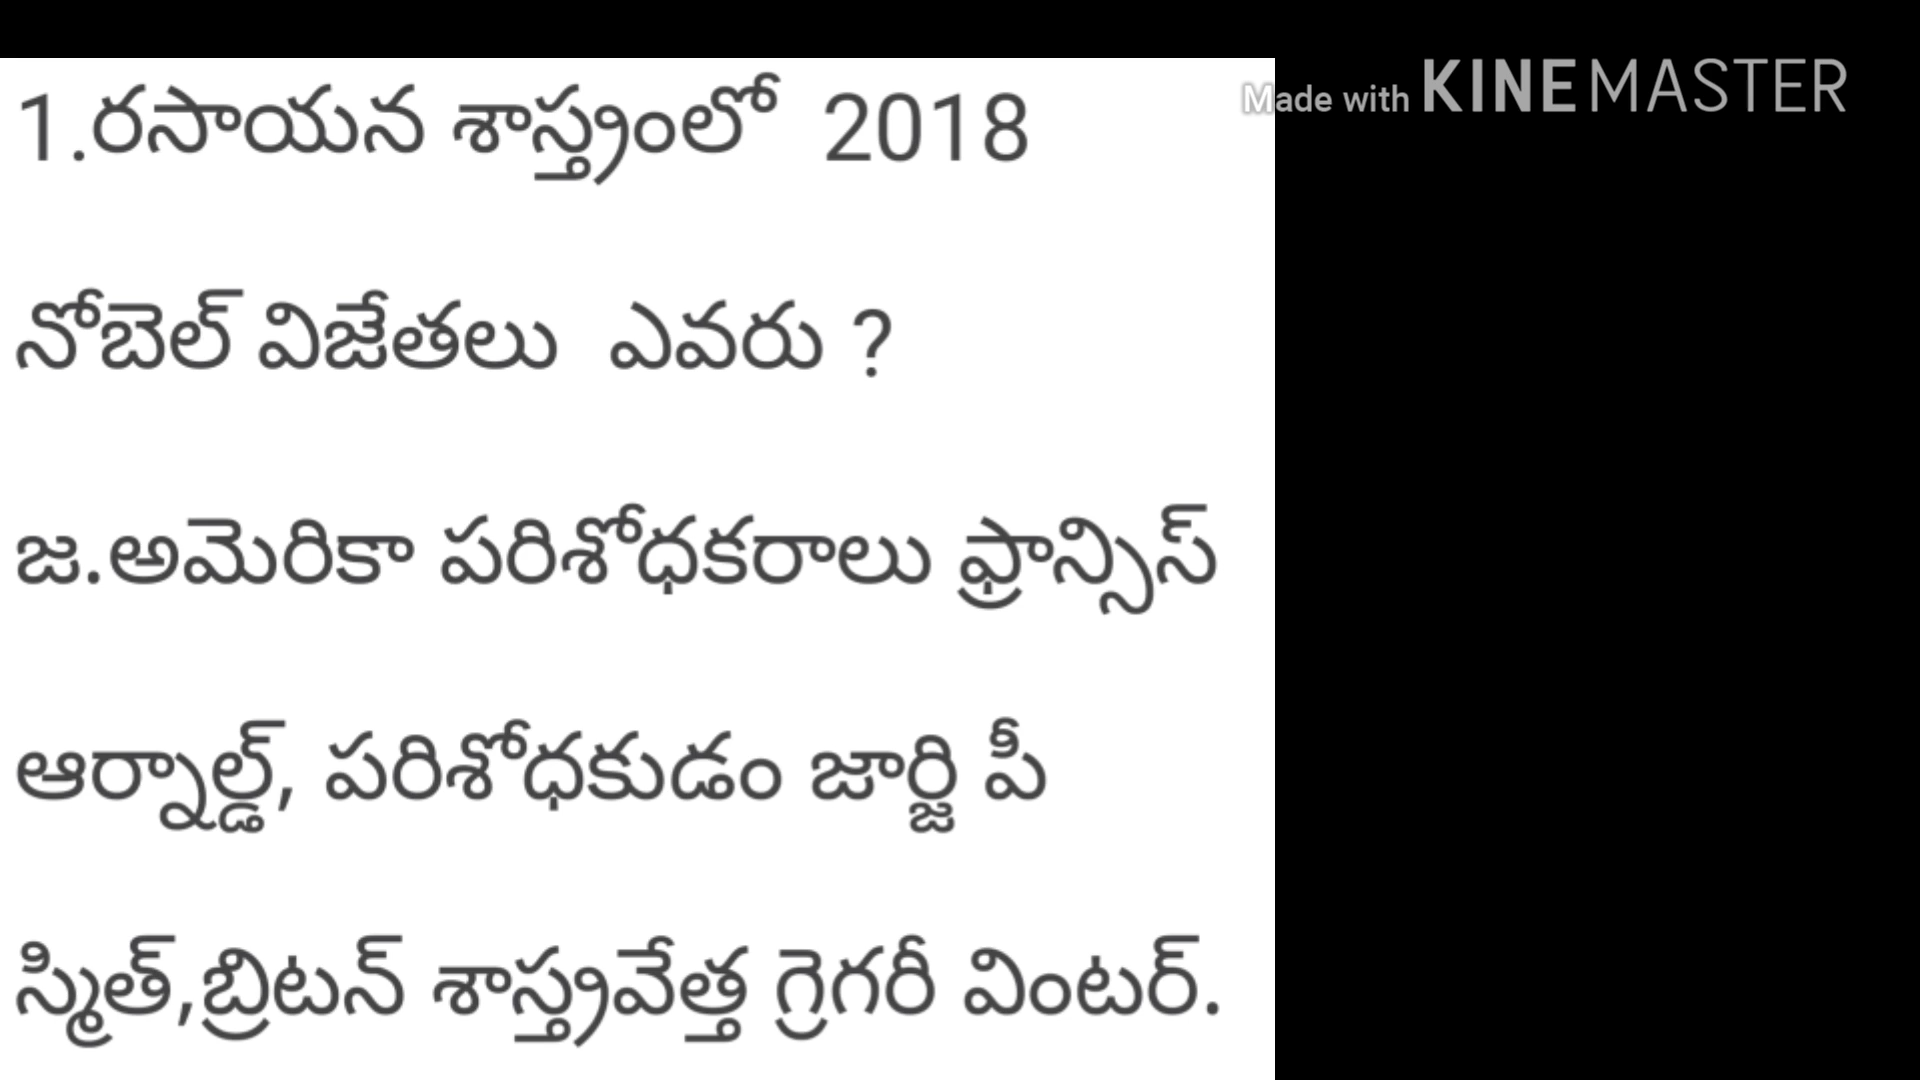 1.రసాయన శాస్త్రంలో 2018
Made with KINEMASTER
నోబెల్ విజేతలు ఎవరు ?
జ.అమెరికా పరిశోధకరాలు ఫ్రాన్సిస్
ఆర్నాల్డ్, పరిశోధకుడం జార్జి పీ
స్మిత్,బ్రిటన్ శాస్త్రవేత్త గ్రెగరీ వింటర్.